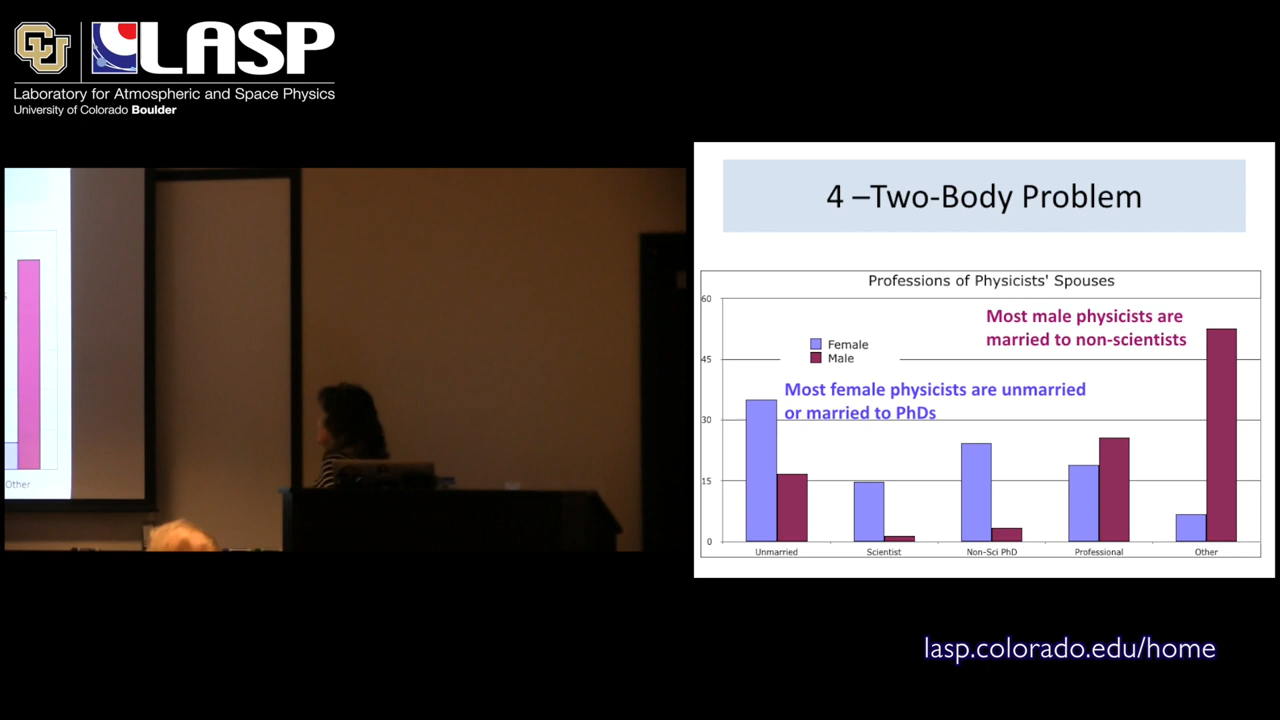 CU
LASP
Laboratory for Atmospheric and Space Physics
University of Colorado Boulder
Other
4 –Two-Body Problem
Professions of Physicists' Spouses
60
45
30
15
0
Most male physicists are
married to non-scientists
Female
Male
Most female physicists are unmarried
or married to PhDs
Unmarried
Scientist
Non-Sci PhD
Professional
Other
lasp.colorado.edu/home